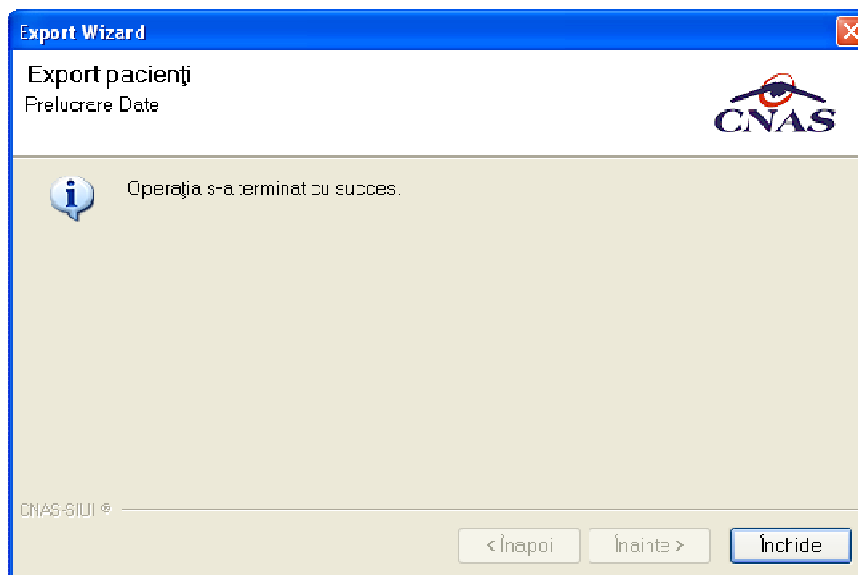 Export Wizard
Export pacienţi
Prelucrare Date
CNAS
Operaţia s-a terminat cu succes.
CNAS-SIUI ®
< Înapoi
Înainte >
Închide